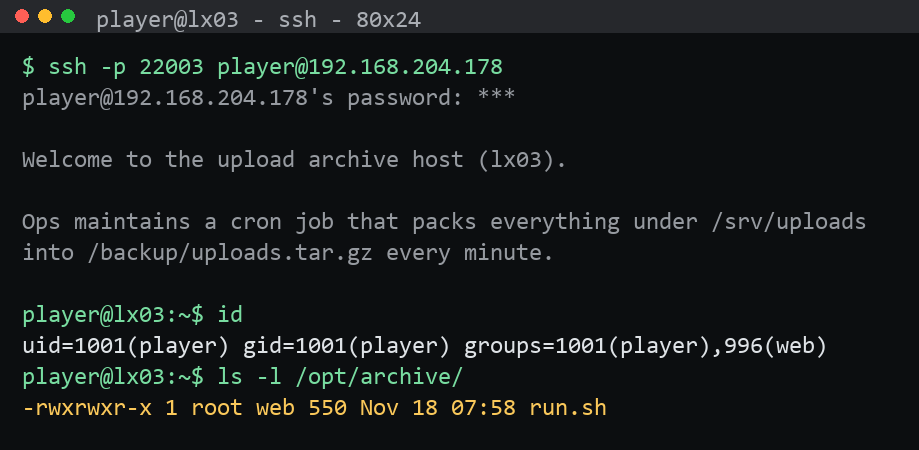 player@lx03 - ssh - 80x24
$ ssh -p 22003 player@192.168.204.178
player@192.168.204.178's password: ***
Welcome to the upload archive host (lx03).
Ops maintains a cron job that packs everything under /srv/uploads
into /backup/uploads.tar.gz every minute.
player@lx03:~$ id
uid=1001(player) gid=1001(player) groups=1001(player),996(web)
player@lx03:~$ ls -l /opt/archive/
-rwxrwxr-x 1 root web 550 Nov 18 07:58 run.sh